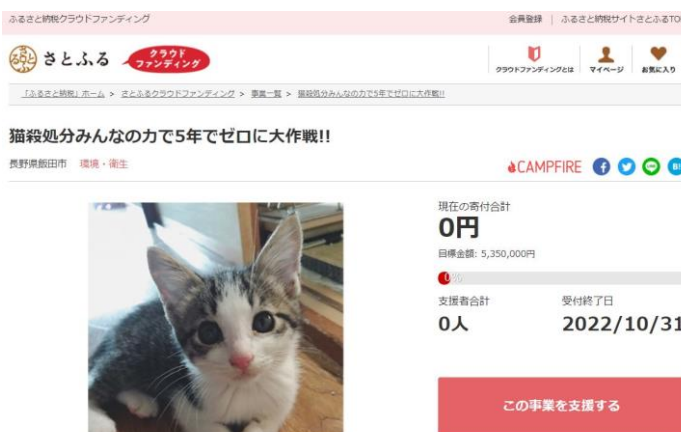 ふるさと納税クラウドファンディング
会員登録 | ふるさと納税サイトさとふるTO
さとふる
クラウド
ファンディング
クラウドファンディングとは マイページ お気に入り
「ふるさと納税」ホーム > さとふるクラウドファンディング > 事業一覧 > 猫殺処分みんなの力で5年でゼロに大作戦!!
猫殺処分みんなの力で5年でゼロに大作戦!!
長野県飯田市 環境・衛生
CAMPFIRE
現在の寄付合計
0円
目標金額: 5,350,000円
0%
支援者合計 受付終了日
0人 2022/10/31
この事業を支援する